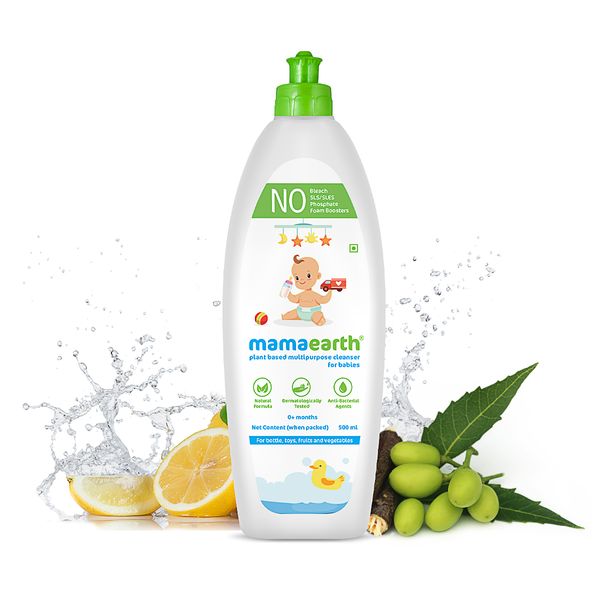 NO
Bleach
SLS/SLES
Phosphate
Foam Boosters
mamaearth®
plant based multipurpose cleanser
for babies
Natural
Formula
Dermatologically
Tested
Anti-Bacterial
Agents
0+ months
Net Content (when packed) 500 ml
For bottle, toys, fruits and vegetables